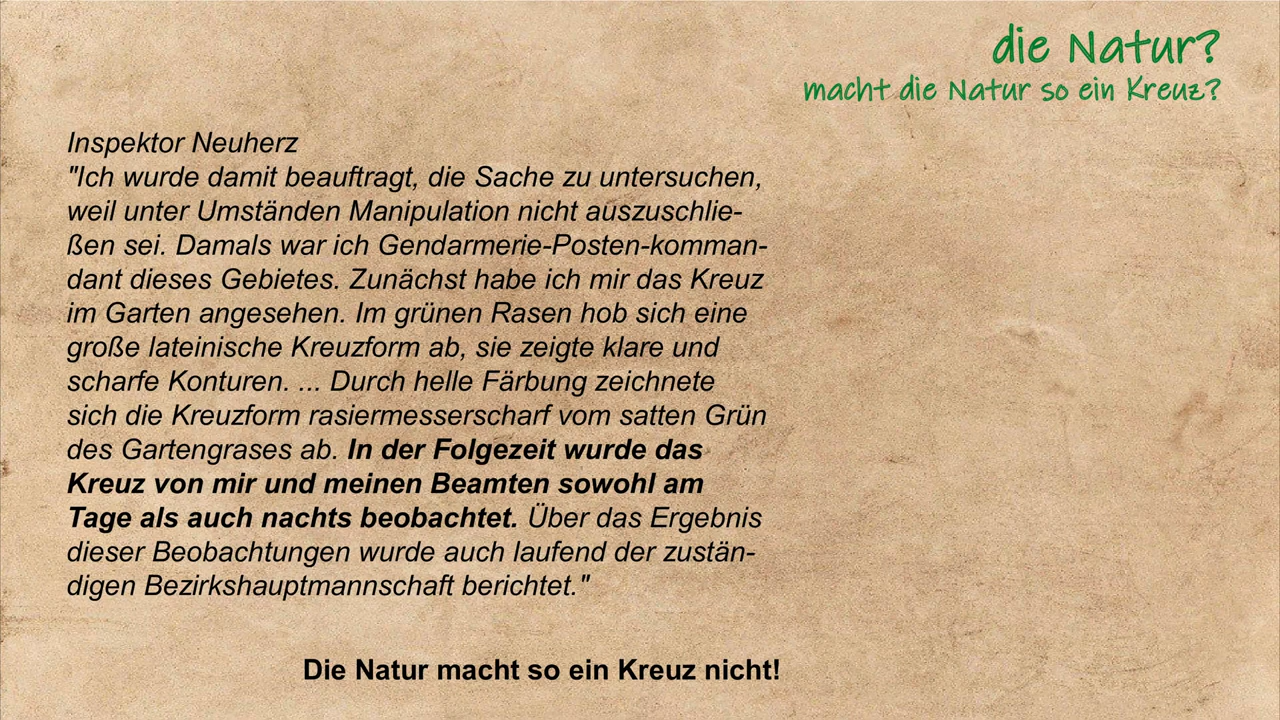 die Natur?
macht die Natur so ein Kreuz?
Inspektor Neuherz
"Ich wurde damit beauftragt, die Sache zu untersuchen,
weil unter Umständen Manipulation nicht auszuschlie-
ßen sei. Damals war ich Gendarmerie-Posten-komman-
dant dieses Gebietes. Zunächst habe ich mir das Kreuz
im Garten angesehen. Im grünen Rasen hob sich eine
große lateinische Kreuzform ab, sie zeigte klare und
scharfe Konturen. ... Durch helle Färbung zeichnete
sich die Kreuzform rasiermesserscharf vom satten Grün
des Gartengrases ab. In der Folgezeit wurde das
Kreuz von mir und meinen Beamten sowohl am
Tage als auch nachts beobachtet. Über das Ergebnis
dieser Beobachtungen wurde auch laufend der zustän-
digen Bezirkshauptmannschaft berichtet."
Die Natur macht so ein Kreuz nicht!